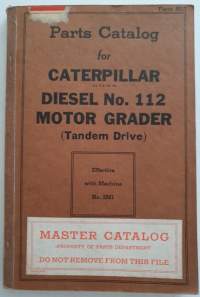 Parts Catalog
for
CATERPILLAR
DIESEL No. 112
MOTOR GRADER
(Tandem Drive)
Effective
with Machine
MASTER CATALOG
PROPERTY OF PARTS DEPARTMENT
DO NOT REMOVE FROM THIS FILE